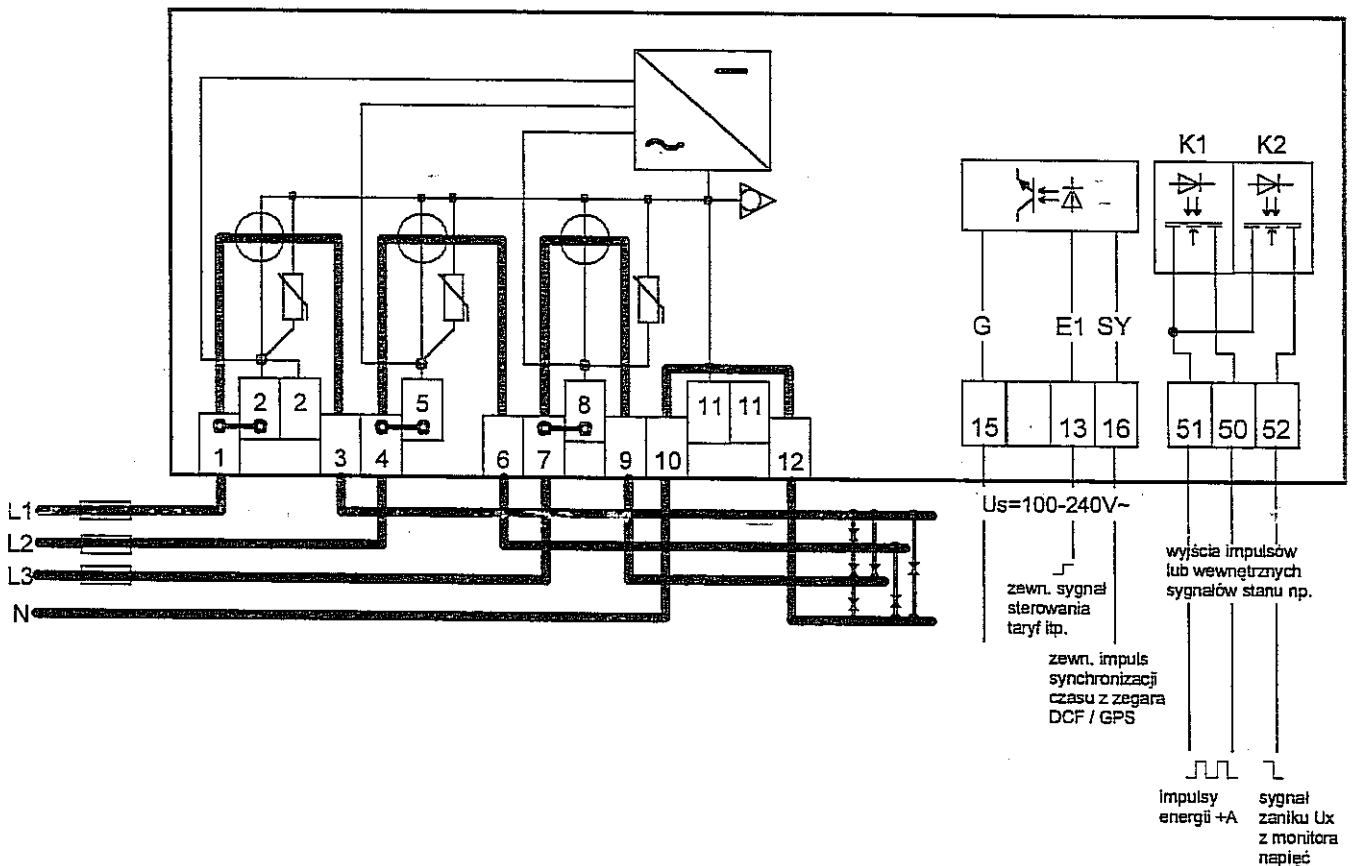 K1 K2
G E1 SY
2 2 5 8 11 11
1 3 4 6 7 9 10 12
15 13 16 51 50 52
L1
L2
L3
N
Us=100-240V~
zewn. sygnał
sterowania
taryf itp.
zewn. impuls
synchronizacji
czasu z zegara
DCF / GPS
wyjścia impulsów
lub wewnętrznych
sygnałów stanu np.
impulsy
energii +A
sygnał
zaniku Ux
z monitora
napięć